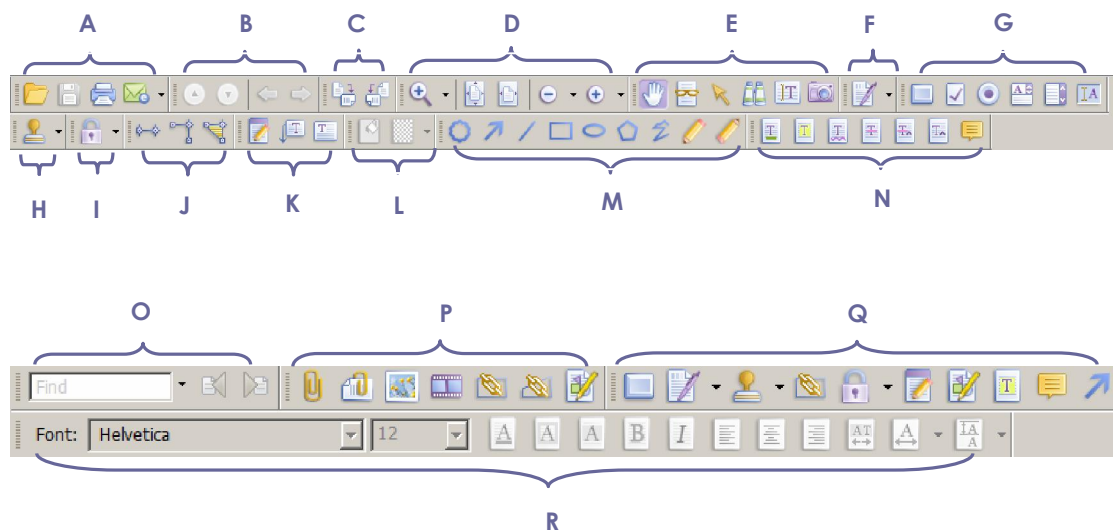 A B C D E F G
H I J K L M N
O P Q
Find
Font: Helvetica 12
R